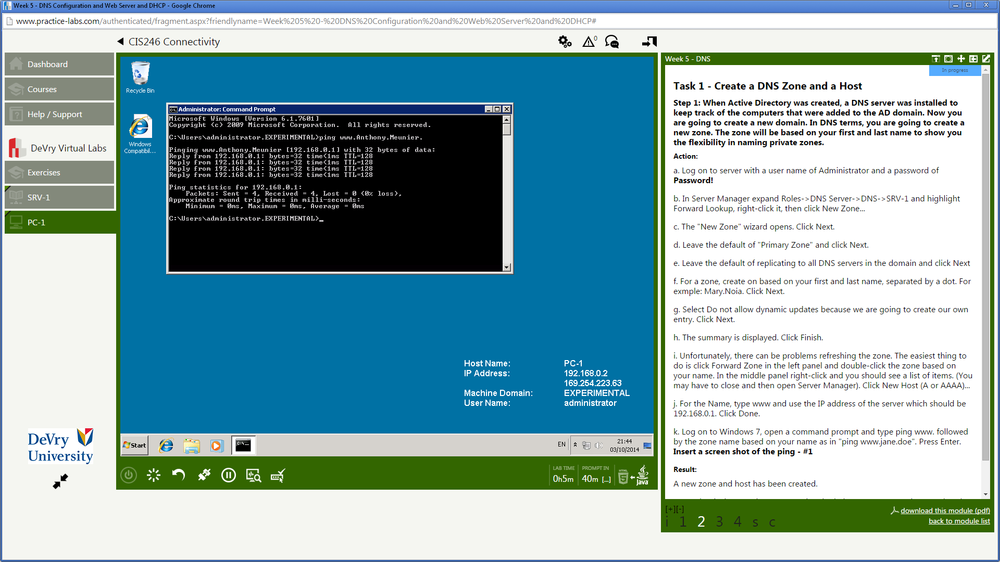 Week 5 - DNS Configuration and Web Server and DHCP - Google Chrome
www.practice-labs.com/authenticated/fragment.aspx?friendlyname=Week%205%20-%20DNS%20Configuration%20and%20Web%20Server%20and%20DHCP#
CIS246 Connectivity
0
Dashboard
Courses
Help / Support
DeVry Virtual Labs
Exercises
SRV-1
PC-1
DeVry
University
Recycle Bin
Windows
Compatibil...
Administrator: Command Prompt
Microsoft Windows [Version 6.1.7601]
Copyright (c) 2009 Microsoft Corporation.  All rights reserved.
C:\Users\administrator.EXPERIMENTAL>ping www.Anthony.Meunier.
Pinging www.Anthony.Meunier [192.168.0.1] with 32 bytes of data:
Reply from 192.168.0.1: bytes=32 time<1ms TTL=128
Reply from 192.168.0.1: bytes=32 time<1ms TTL=128
Reply from 192.168.0.1: bytes=32 time<1ms TTL=128
Reply from 192.168.0.1: bytes=32 time<1ms TTL=128
Ping statistics for 192.168.0.1:
    Packets: Sent = 4, Received = 4, Lost = 0 (0% loss),
Approximate round trip times in milli-seconds:
    Minimum = 0ms, Maximum = 0ms, Average = 0ms
C:\Users\administrator.EXPERIMENTAL>_
Host Name: PC-1
IP Address: 192.168.0.2
169.254.223.63
Machine Domain: EXPERIMENTAL
User Name: administrator
Start
EN
21:44
03/10/2014
LAB TIME
0h5m
PROMPT IN
40m [...]
HTML
5
Java
Week 5 - DNS
In progress
Task 1 - Create a DNS Zone and a Host
Step 1: When Active Directory was created, a DNS server was installed to
keep track of the computers that were added to the AD domain. Now you
are going to create a new domain. In DNS terms, you are going to create a
new zone. The zone will be based on your first and last name to show you
the flexibility in naming private zones.
Action:
a. Log on to server with a user name of Administrator and a password of
Password!
b. In Server Manager expand Roles->DNS Server->DNS->SRV-1 and highlight
Forward Lookup, right-click it, then click New Zone...
c. The "New Zone" wizard opens. Click Next.
d. Leave the default of "Primary Zone" and click Next.
e. Leave the default of replicating to all DNS servers in the domain and click Next
f. For a zone, create on based on your first and last name, separated by a dot. For
exmple: Mary.Noia. Click Next.
g. Select Do not allow dynamic updates because we are going to create our own
entry. Click Next.
h. The summary is displayed. Click Finish.
i. Unfortunately, there can be problems refreshing the zone. The easiest thing to
do is click Forward Zone in the left panel and double-click the zone based on
your name. In the middle panel right-click and you should see a list of items. (You
may have to close and then open Server Manager). Click New Host (A or AAAA)...
j. For the Name, type www and use the IP address of the server which should be
192.168.0.1. Click Done.
k. Log on to Windows 7, open a command prompt and type ping www. followed
by the zone name based on your name as in "ping www.jane.doe". Press Enter.
Insert a screen shot of the ping - #1
Result:
A new zone and host has been created.
[+][-]
i 1 2 3 4 s c
download this module (pdf)
back to module list